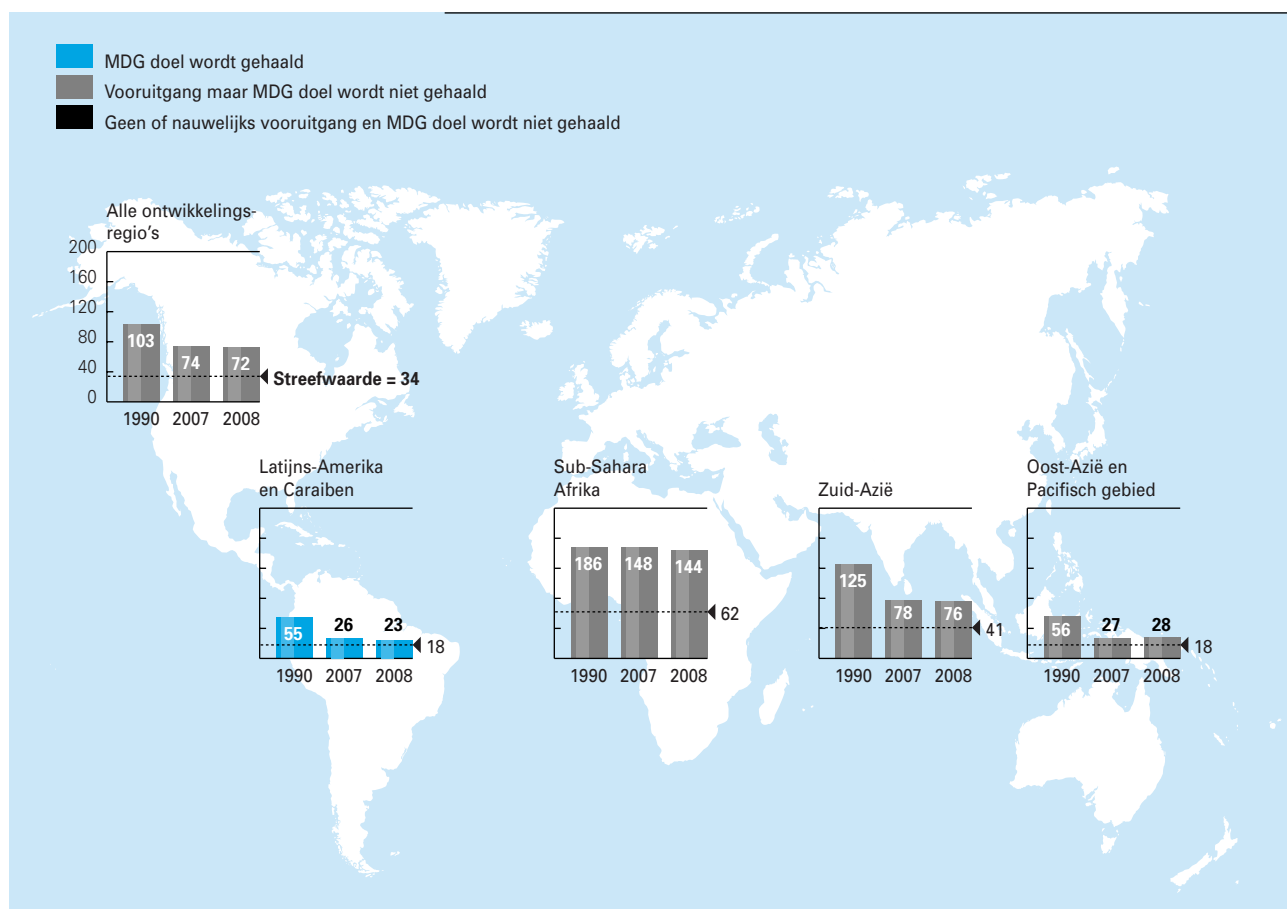 MDG doel wordt gehaald
Vooruitgang maar MDG doel wordt niet gehaald
Geen of nauwelijks vooruitgang en MDG doel wordt niet gehaald
Alle ontwikkelings-
regio's
200
160
120
80
40
0
103
74
72
Streefwaarde = 34
1990 2007 2008
Latijns-Amerika
en Caraiben
55
26
23
18
1990 2007 2008
Sub-Sahara
Afrika
186
148
144
62
1990 2007 2008
Zuid-Azië
125
78
76
41
1990 2007 2008
Oost-Azië en
Pacifisch gebied
56
27
28
18
1990 2007 2008